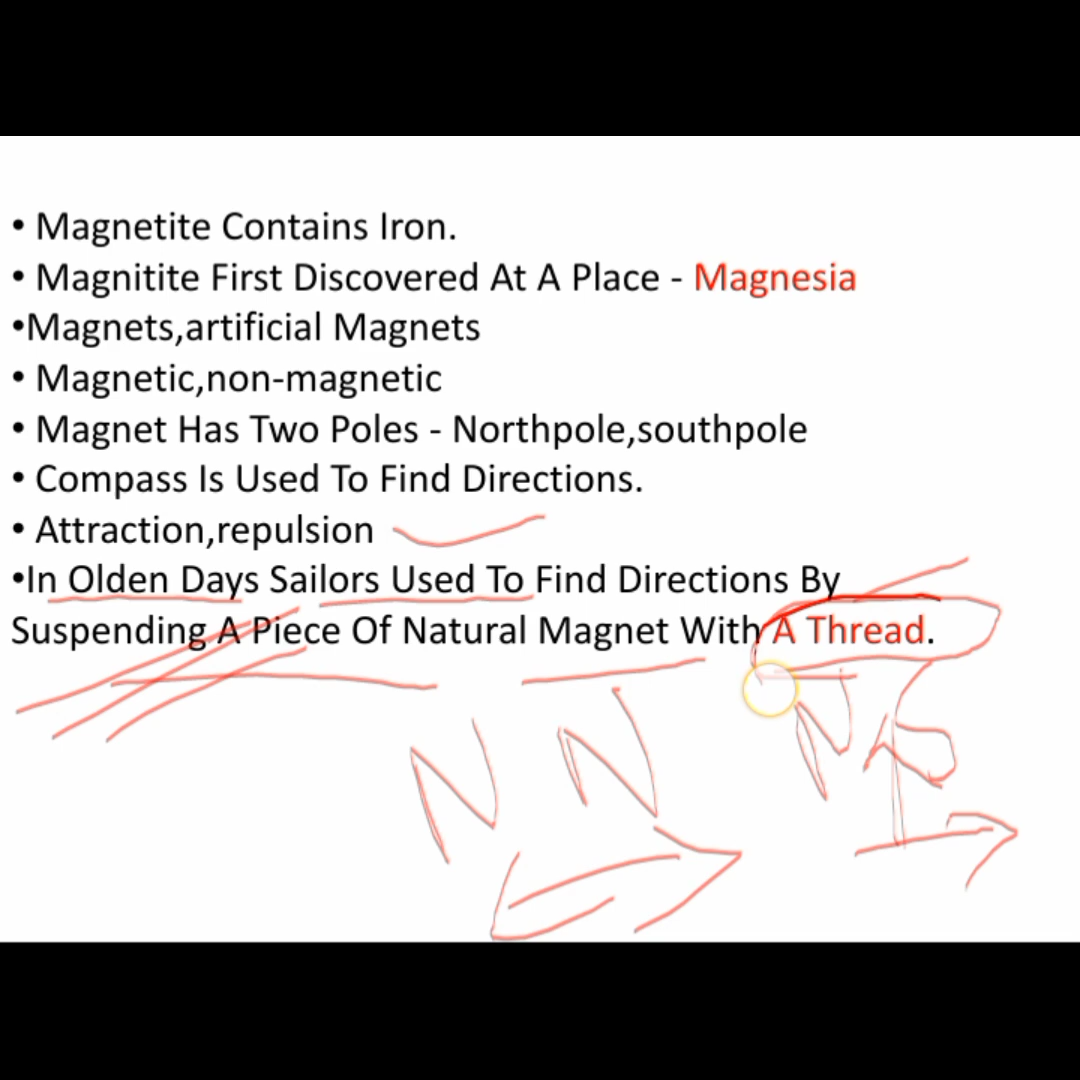 • Magnetite Contains Iron.
• Magnitite First Discovered At A Place - Magnesia
•Magnets,artificial Magnets
• Magnetic,non-magnetic
• Magnet Has Two Poles - Northpole,southpole
• Compass Is Used To Find Directions.
• Attraction,repulsion
•In Olden Days Sailors Used To Find Directions By
Suspending A Piece Of Natural Magnet With A Thread.
N N N S